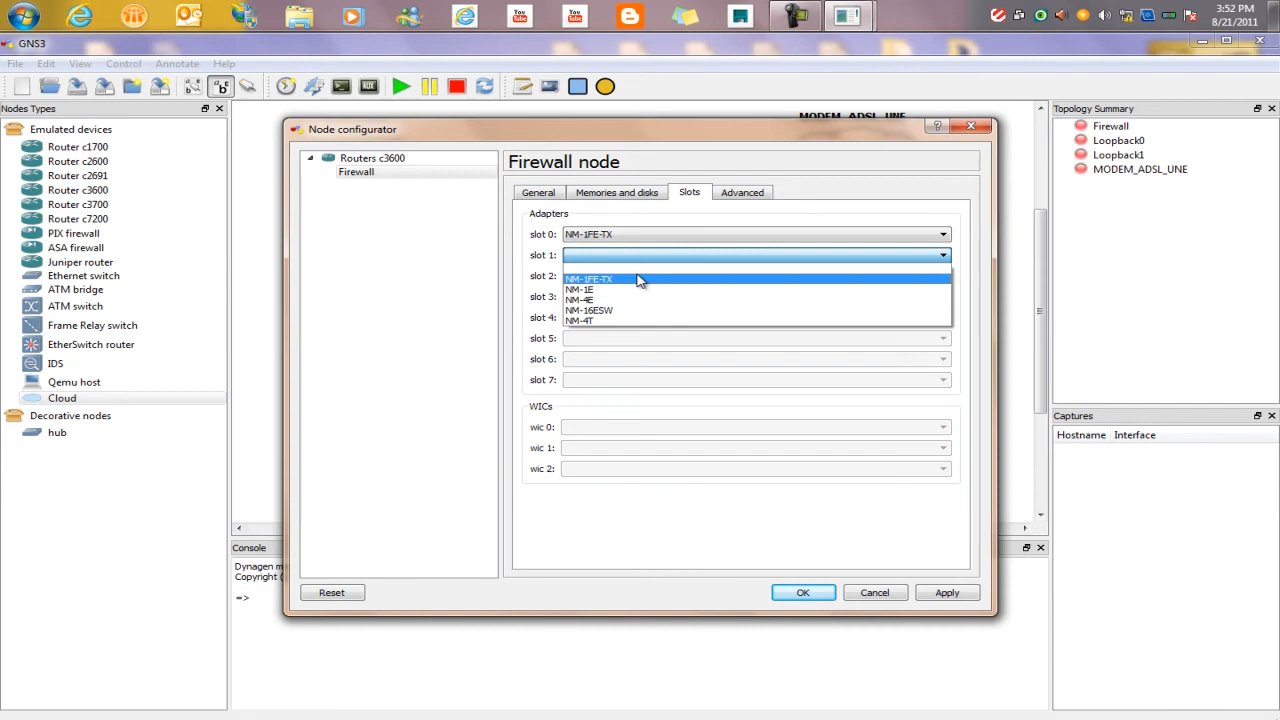 3:52 PM
8/21/2011
You
Tube
You
Tube
GNS3
File Edit View Control Annotate Help
AUX
Nodes Types
Emulated devices
Router c1700
Router c2600
Router c2691
Router c3600
Router c3700
Router c7200
PIX firewall
ASA firewall
Juniper router
Ethernet switch
ATM bridge
ATM switch
Frame Relay switch
EtherSwitch router
IDS
Qemu host
Cloud
Decorative nodes
hub
MODEM_ADSL_UNE
Node configurator
Routers c3600
Firewall
Firewall node
General Memories and disks Slots Advanced
Adapters
slot 0: NM-1FE-TX
slot 1:
slot 2:
NM-1FE-TX
NM-1E
slot 3:
NM-4E
NM-16ESW
slot 4:
NM-4T
slot 5:
slot 6:
slot 7:
WICs
wic 0:
wic 1:
wic 2:
Reset OK Cancel Apply
Console
Dynagen m
Copyright (
=>
Topology Summary
Firewall
Loopback0
Loopback1
MODEM_ADSL_UNE
Captures
Hostname Interface